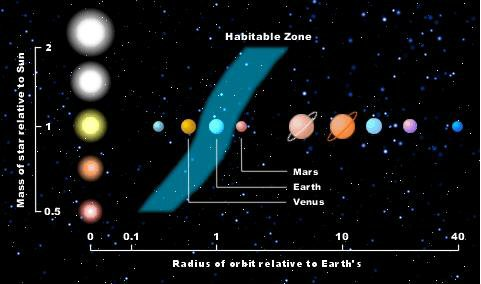 Habitable Zone
Mass of star relative to Sun
2
1
0.5
Mars
Earth
Venus
0 0.1 1 10 40
Radius of orbit relative to Earth's